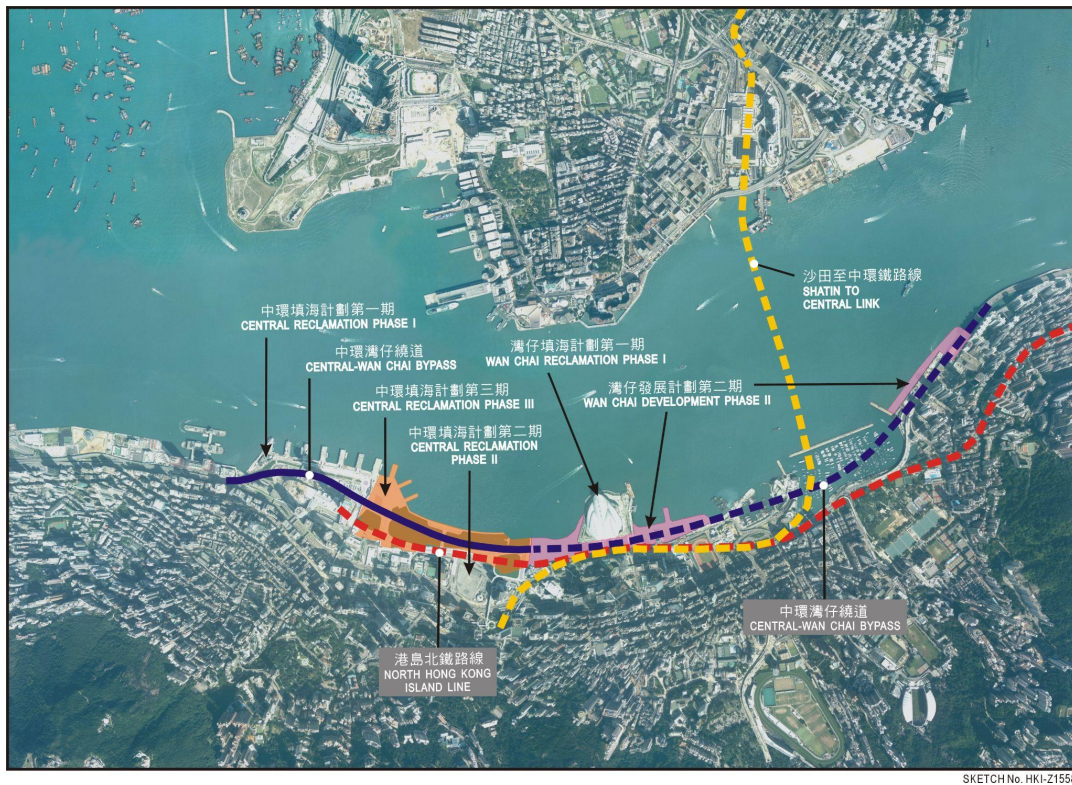 沙田至中環鐵路線
SHATIN TO
CENTRAL LINK
中環填海計劃第一期
CENTRAL RECLAMATION PHASE I
中環灣仔繞道
CENTRAL-WAN CHAI BYPASS
灣仔填海計劃第一期
WAN CHAI RECLAMATION PHASE I
中環填海計劃第三期
CENTRAL RECLAMATION PHASE III
灣仔發展計劃第二期
WAN CHAI DEVELOPMENT PHASE II
中環填海計劃第二期
CENTRAL RECLAMATION
PHASE II
中環灣仔繞道
CENTRAL-WAN CHAI BYPASS
港島北鐵路線
NORTH HONG KONG
ISLAND LINE
SKETCH No. HKI-Z1558